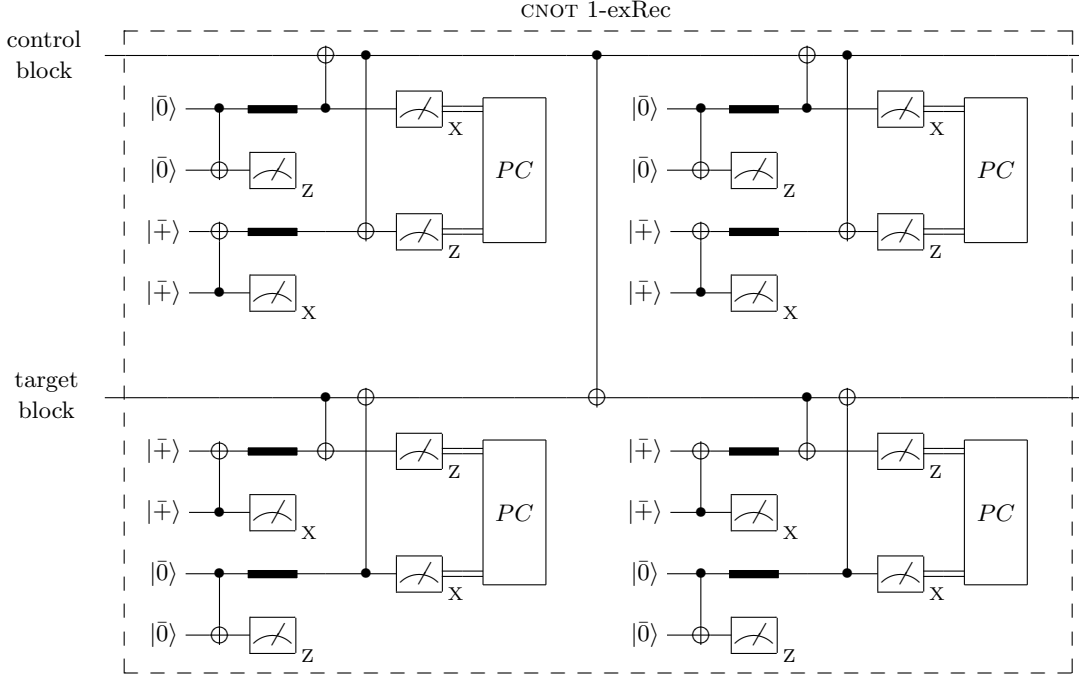 CNOT 1-exRec
control
block
|0̄⟩ X |0̄⟩ X
|0̄⟩ Z PC |0̄⟩ Z PC
|+̄⟩ Z |+̄⟩ Z
|+̄⟩ X |+̄⟩ X
target
block
|+̄⟩ Z |+̄⟩ Z
|+̄⟩ X PC |+̄⟩ X PC
|0̄⟩ X |0̄⟩ X
|0̄⟩ Z |0̄⟩ Z